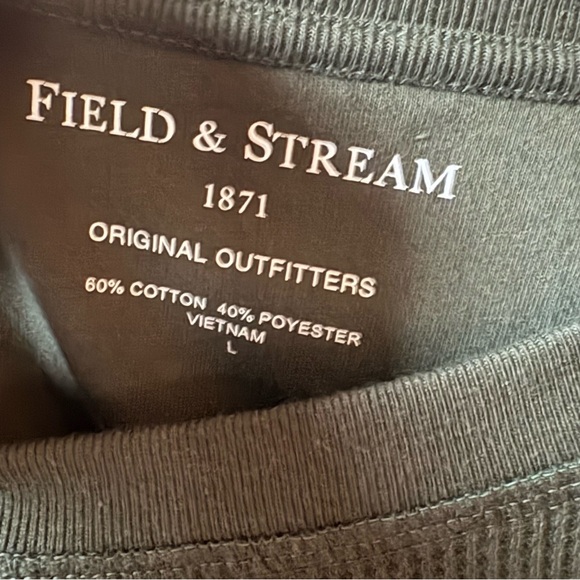 FIELD & STREAM
1871
ORIGINAL OUTFITTERS
60% COTTON 40% POYESTER
VIETNAM
L